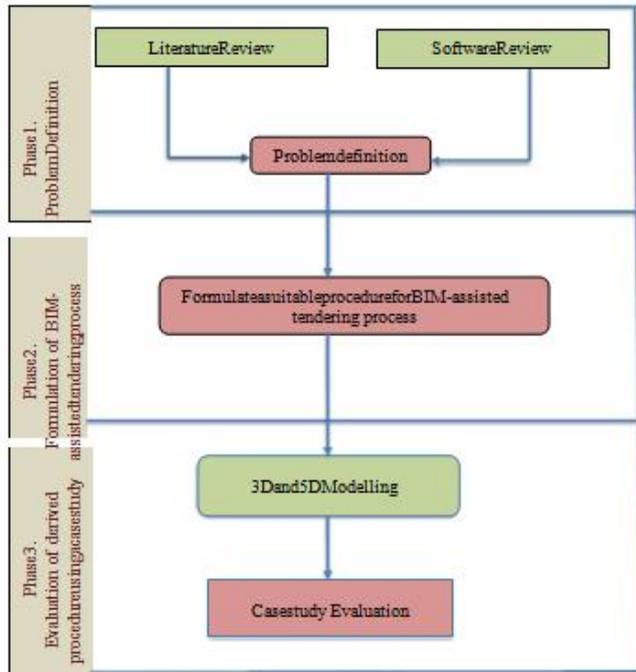 LiteratureReview
SoftwareReview
Phase1.
ProblemDefinition
Problemdefinition
Phase2.
Formulation of BIM-
assistedtenderingprocess
FormulateasuitableprocedureforBIM-assisted
tendering process
Phase3.
Evaluation of derived
procedureusingacasestudy
3Dand5DModelling
Casestudy Evaluation